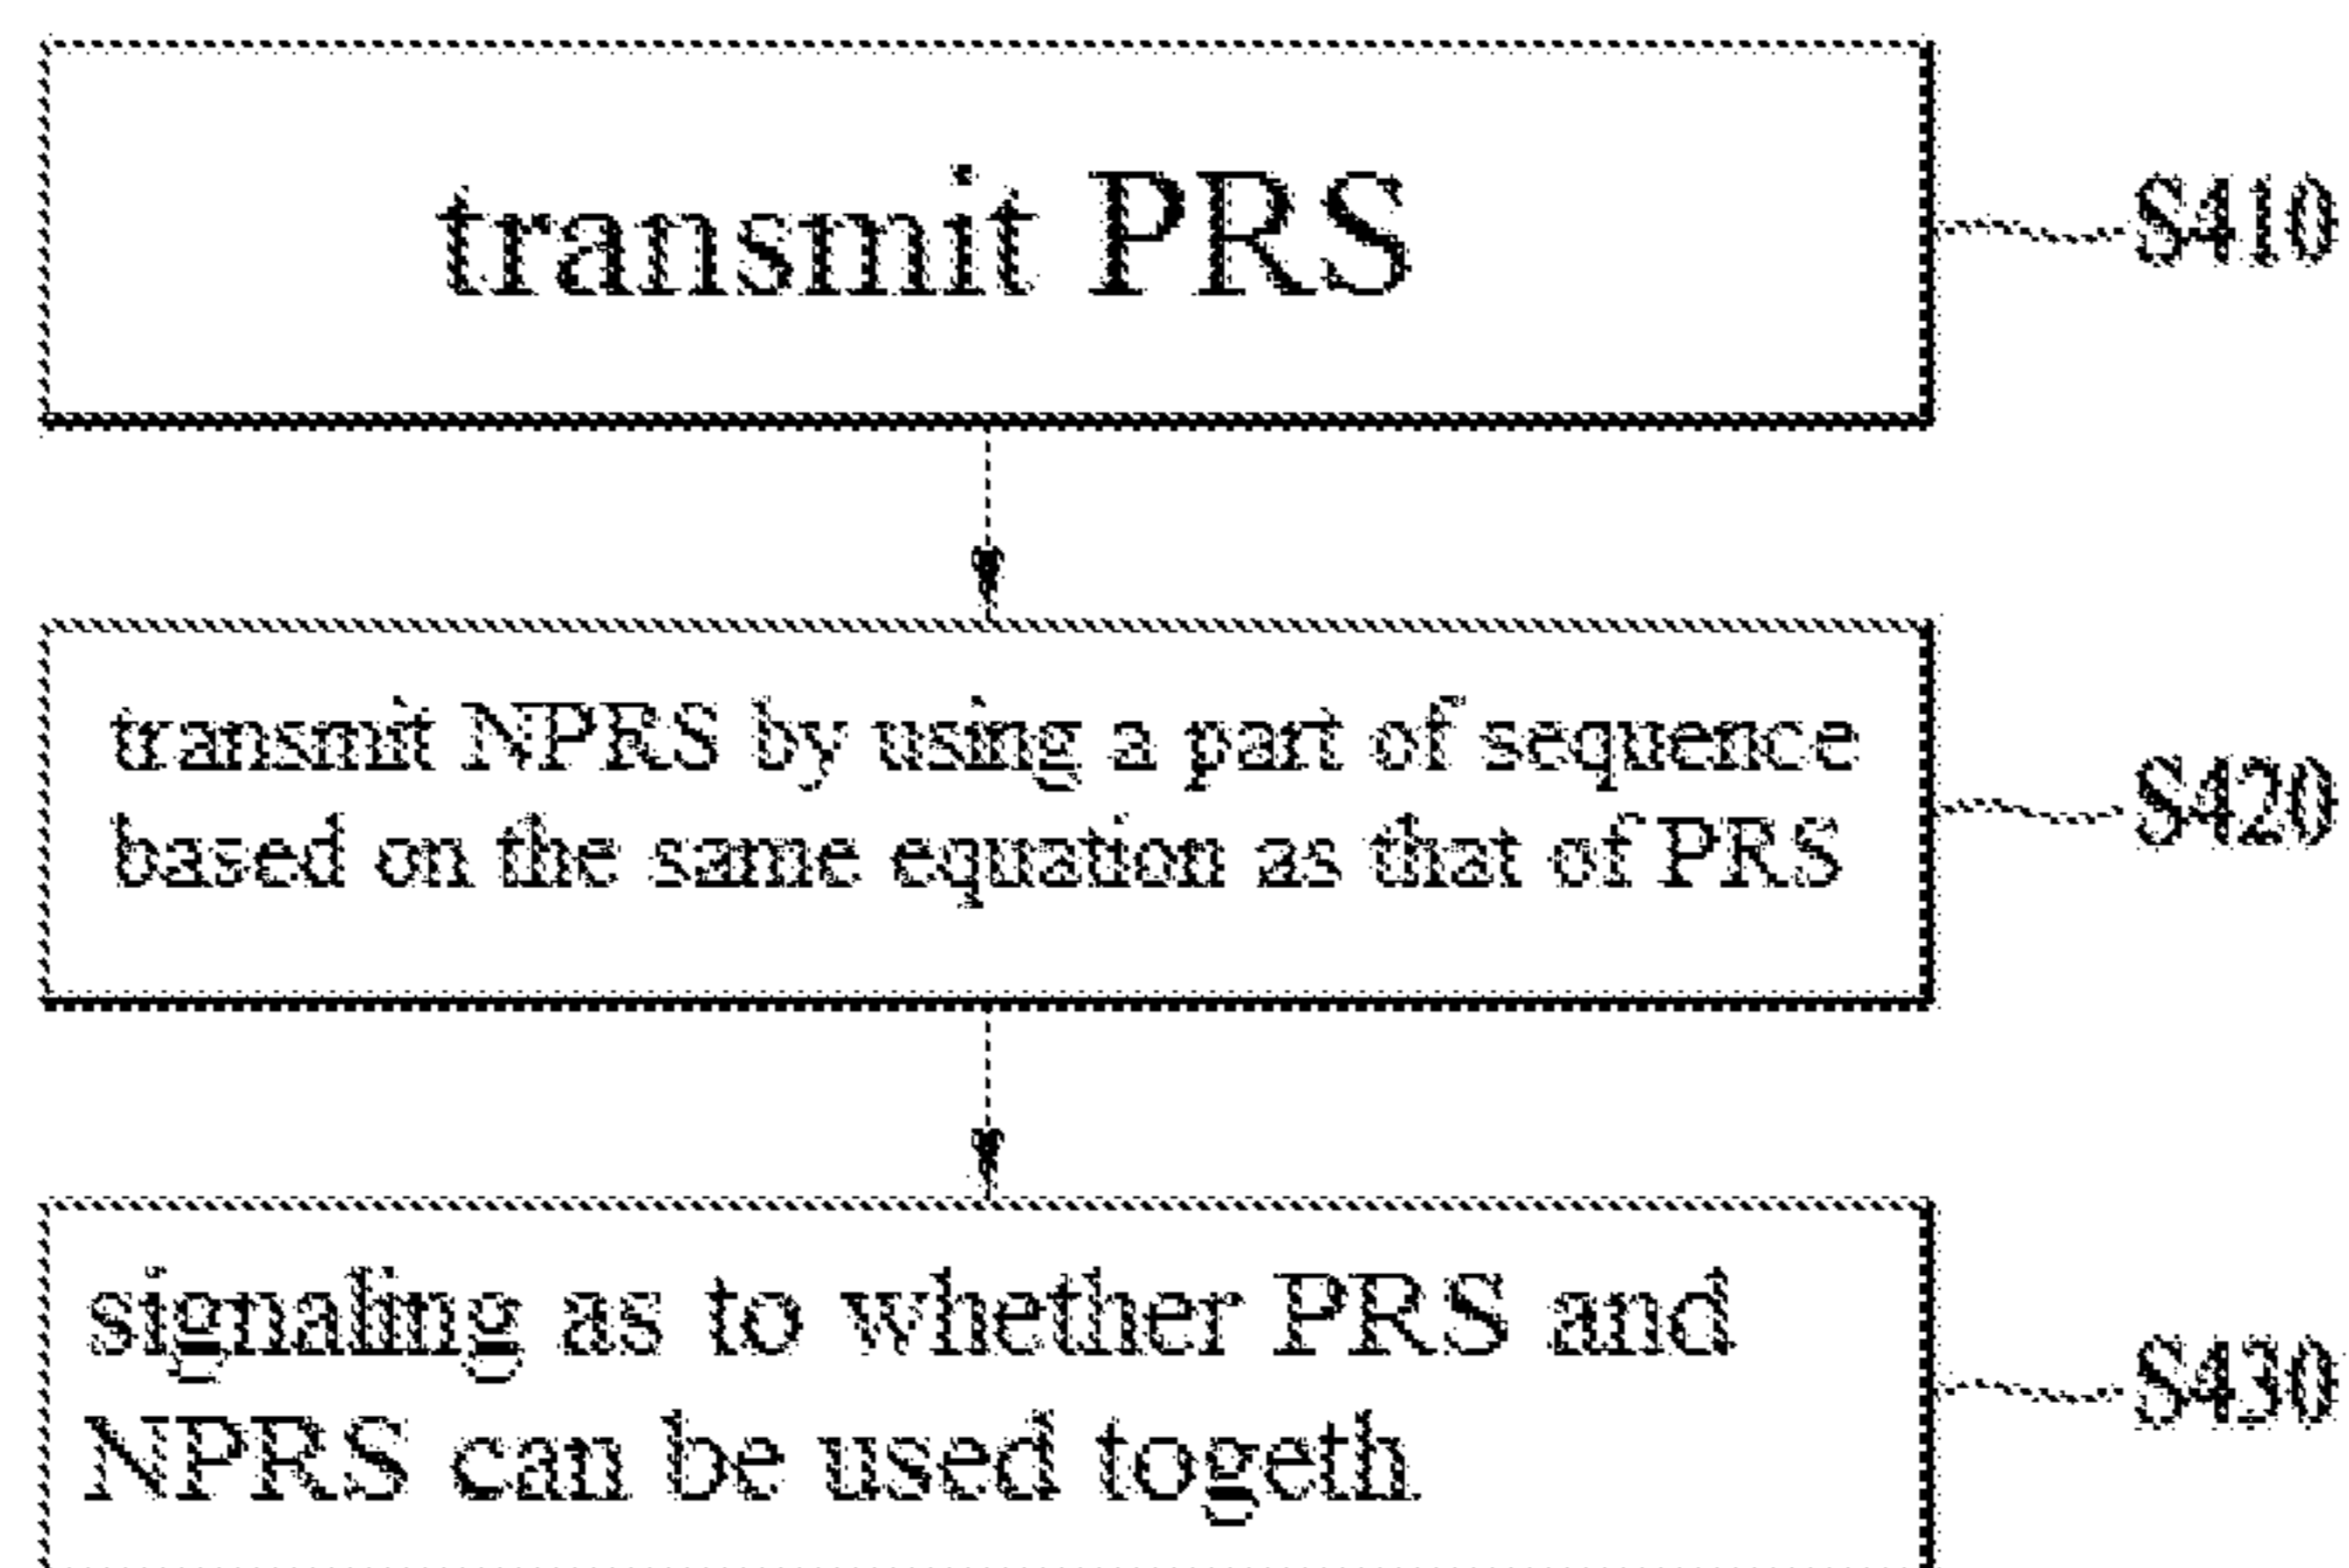 transmit PRS
S410
transmit NPRS by using a part of sequence
based on the same equation as that of PRS
S420
signaling as to whether PRS and
NPRS can be used togeth
S430